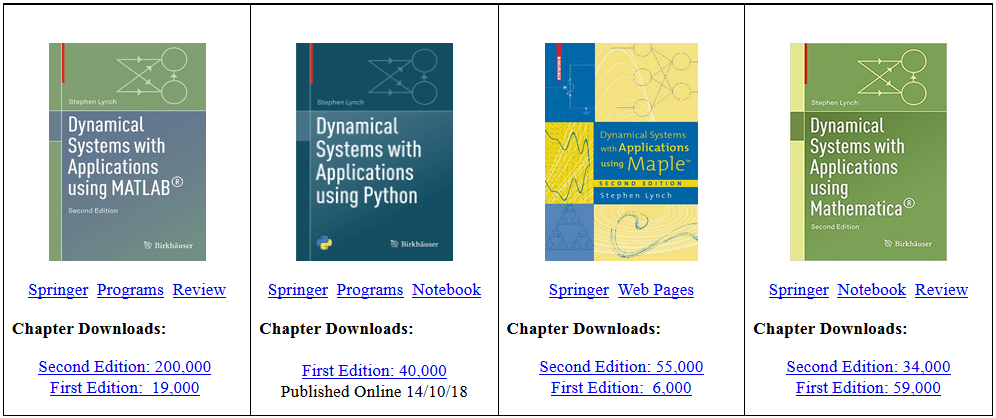 Stephen Lynch
Dynamical
Systems with
Applications
using MATLAB®
Second Edition
Birkhäuser
Springer Programs Review
Chapter Downloads:
Second Edition: 200,000
First Edition: 19,000
Stephen Lynch
Dynamical
Systems with
Applications
using Python
Birkhäuser
Springer Programs Notebook
Chapter Downloads:
First Edition: 40,000
Published Online 14/10/18
Dynamical Systems
with Applications
using Maple™
SECOND EDITION
Stephen Lynch
Springer Web Pages
Chapter Downloads:
Second Edition: 55,000
First Edition: 6,000
Stephen Lynch
Dynamical
Systems with
Applications
using
Mathematica®
Second Edition
Birkhäuser
Springer Notebook Review
Chapter Downloads:
Second Edition: 34,000
First Edition: 59,000